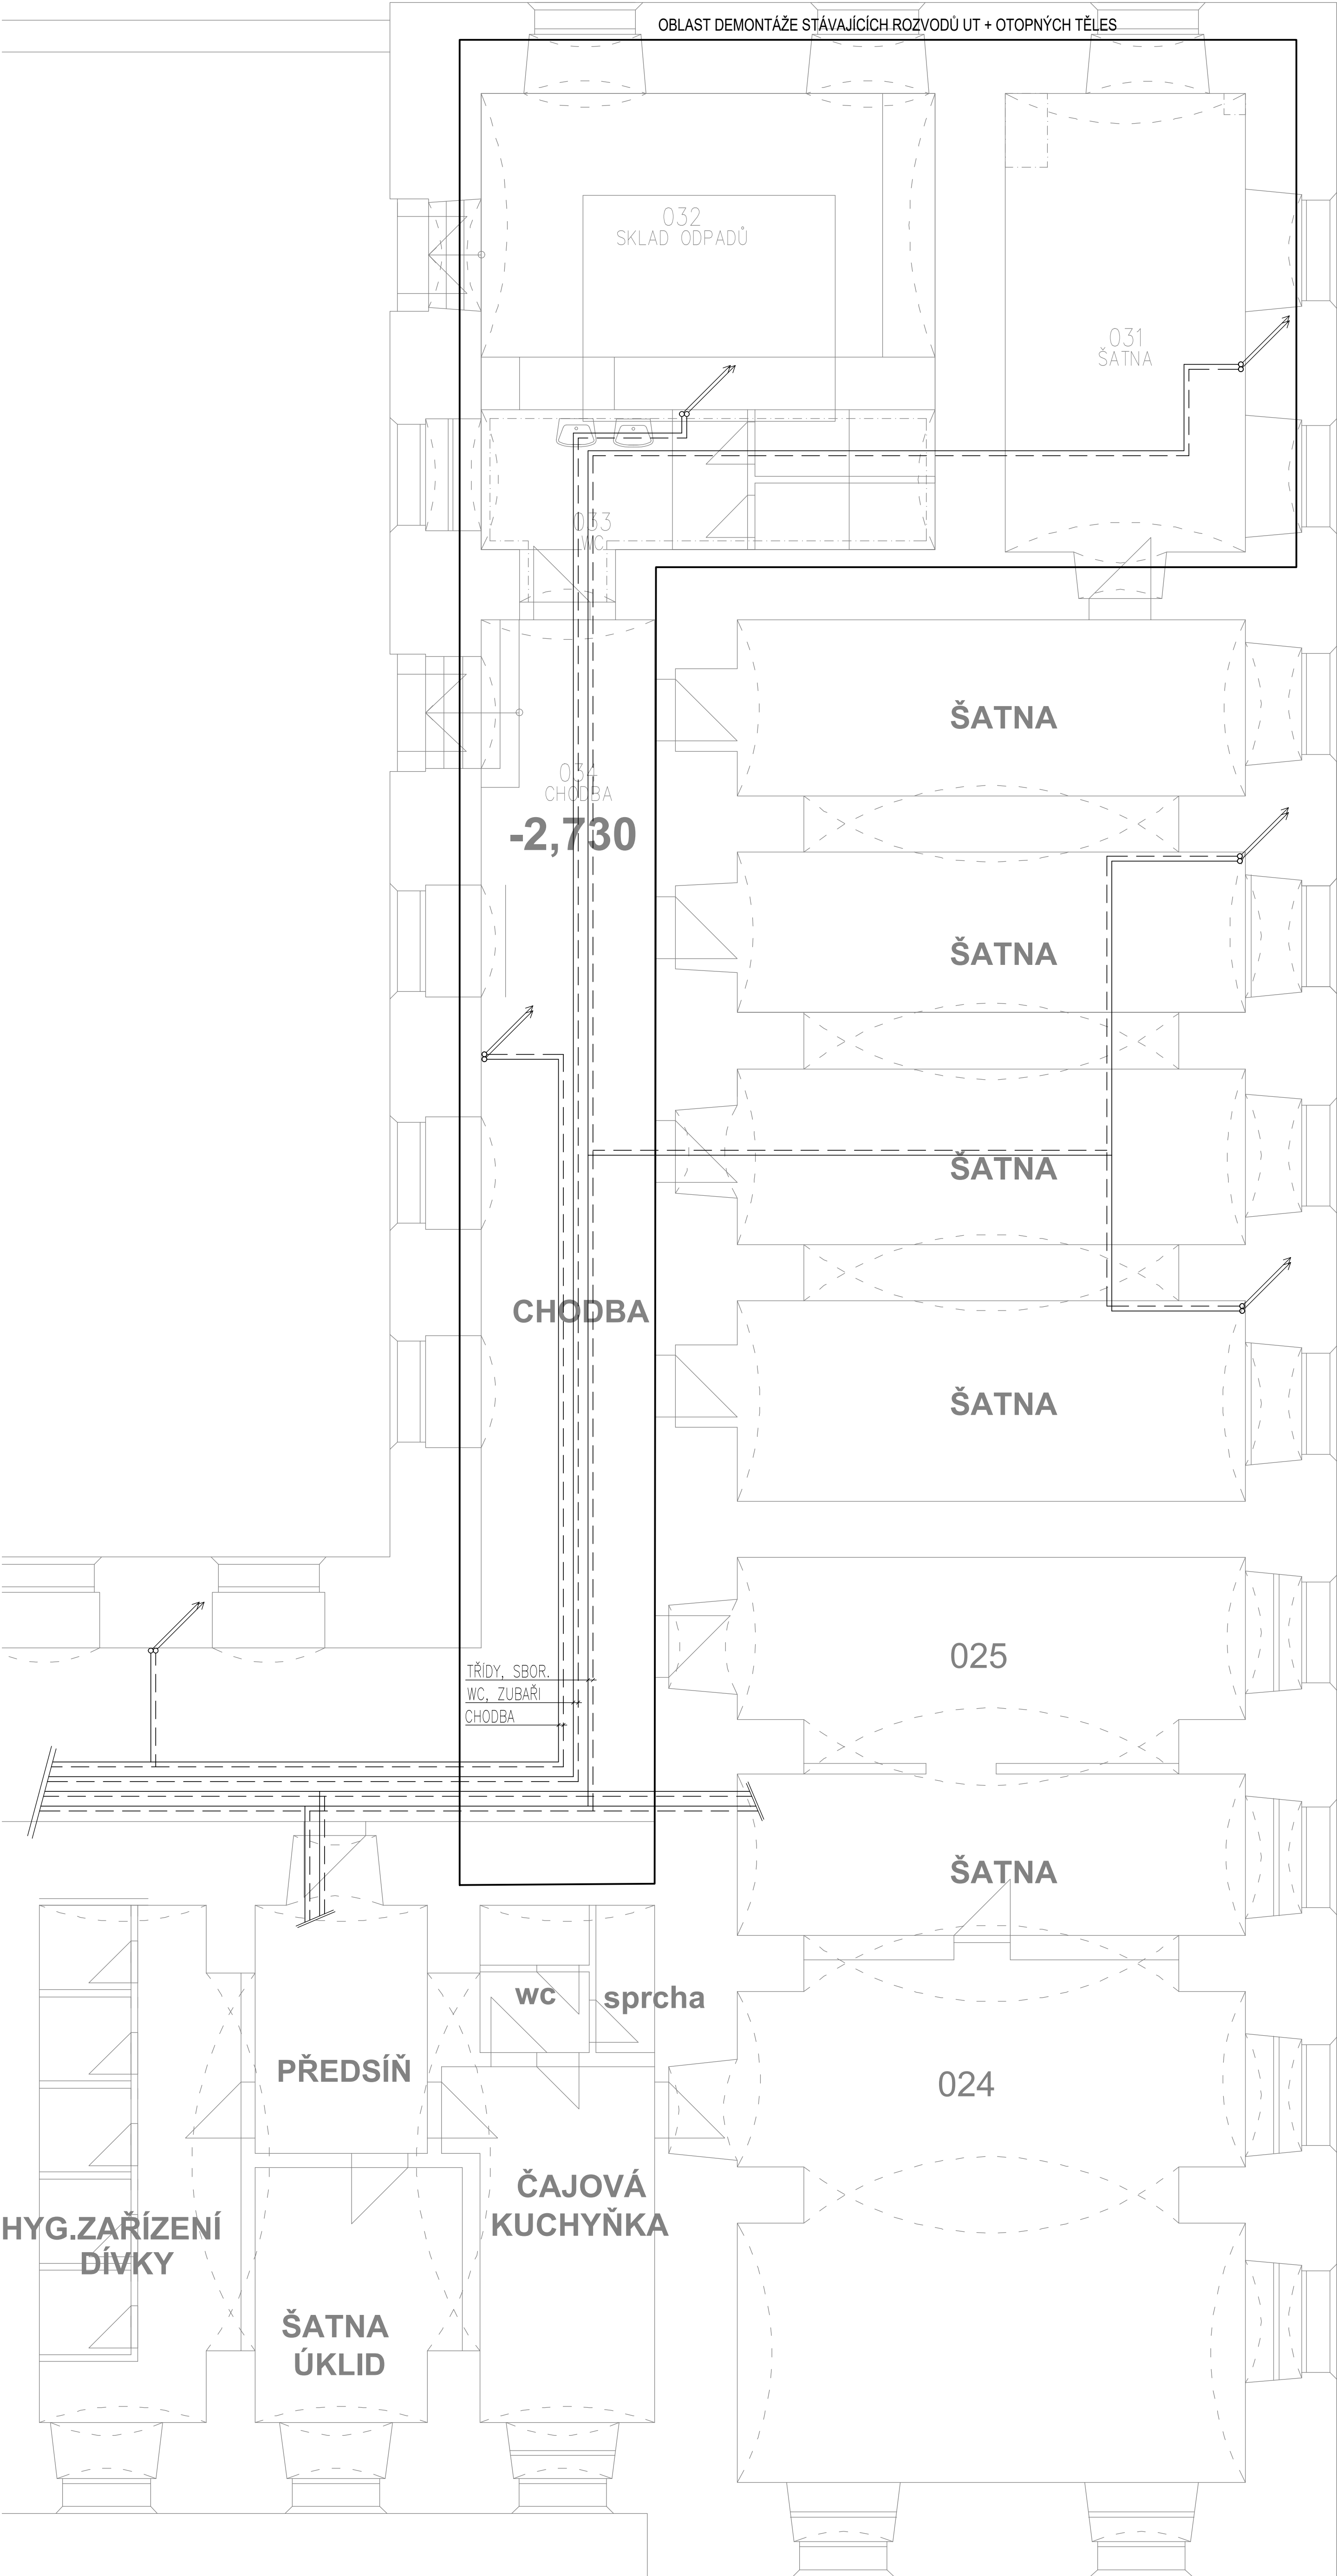 OBLAST DEMONTÁŽE STÁVAJÍCÍCH ROZVODŮ UT + OTOPNÝCH TĚLES
032
SKLAD ODPADŮ
031
ŠATNA
033
WC
ŠATNA
034
CHODBA
-2,730
ŠATNA
ŠATNA
CHODBA
ŠATNA
025
TŘÍDY, SBOR.
WC, ZUBAŘI
CHODBA
ŠATNA
wc
sprcha
PŘEDSÍŇ
024
ČAJOVÁ
KUCHYŇKA
HYG.ZAŘÍZENÍ
DÍVKY
ŠATNA
ÚKLID